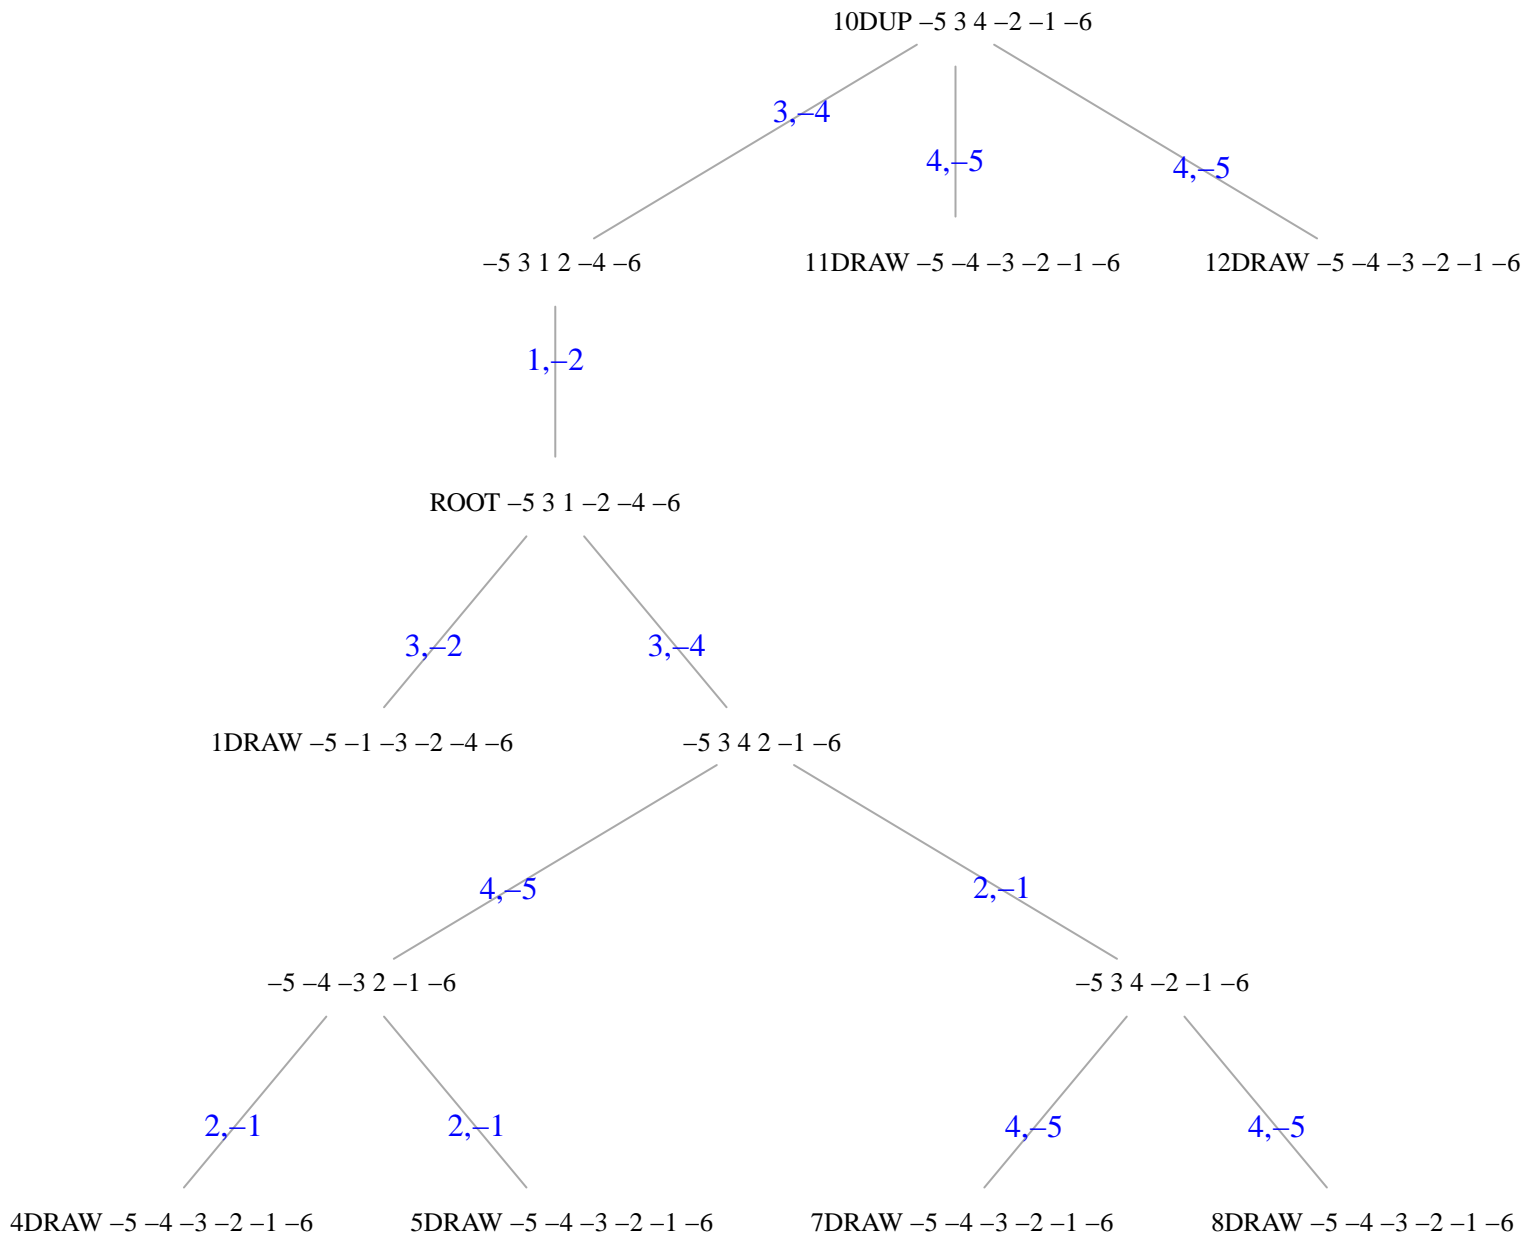 10DUP –5 3 4 –2 –1 –6
3,–4
4,–5
4,–5
–5 3 1 2 –4 –6
11DRAW –5 –4 –3 –2 –1 –6
12DRAW –5 –4 –3 –2 –1 –6
1,–2
ROOT –5 3 1 –2 –4 –6
3,–2
3,–4
1DRAW –5 –1 –3 –2 –4 –6
–5 3 4 2 –1 –6
4,–5
2,–1
–5 –4 –3 2 –1 –6
–5 3 4 –2 –1 –6
2,–1
2,–1
4,–5
4,–5
4DRAW –5 –4 –3 –2 –1 –6
5DRAW –5 –4 –3 –2 –1 –6
7DRAW –5 –4 –3 –2 –1 –6
8DRAW –5 –4 –3 –2 –1 –6